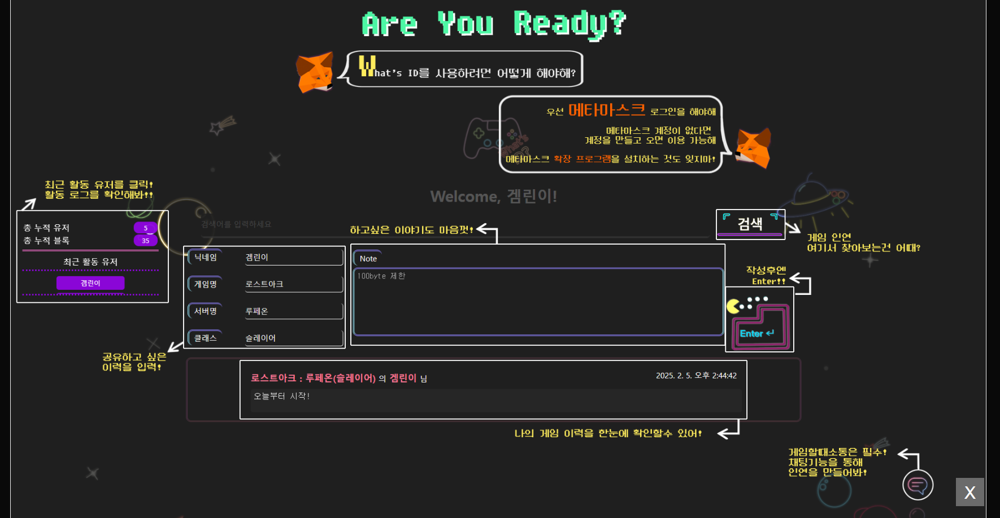 Are You Ready?
What's ID를 사용하려면 어떻게 해야해?
우선 메타마스크 로그인을 해야해
메타마스크 계정이 없다면
계정을 만들고 오면 이용 가능해
메타마스크 확장 프로그램을 설치하는 것도 잊지마!
What's
ID?
최근 활동 유저를 클릭!
활동 로그를 확인해봐!!
Welcome, 겜린이!
총 누적 유저 5
총 누적 블록 35
최근 활동 유저
겜린이
검색어를 입력하세요
하고싶은 이야기도 마음껏!
검색
게임 인연
여기서 찾아보는건 어때?
닉네임 겜린이
게임명 로스트아크
서버명 루페온
클래스 슬레이어
Note
100byte 제한
작성후엔
Enter!!
Enter ↵
공유하고 싶은
이력을 입력!
로스트아크 : 루페온(슬레이어) 의 겜린이 님
2025. 2. 5. 오후 2:44:42
오늘부터 시작!
나의 게임 이력을 한눈에 확인할수 있어!
게임할때소통은 필수!
채팅기능을 통해
인연을 만들어봐!
X